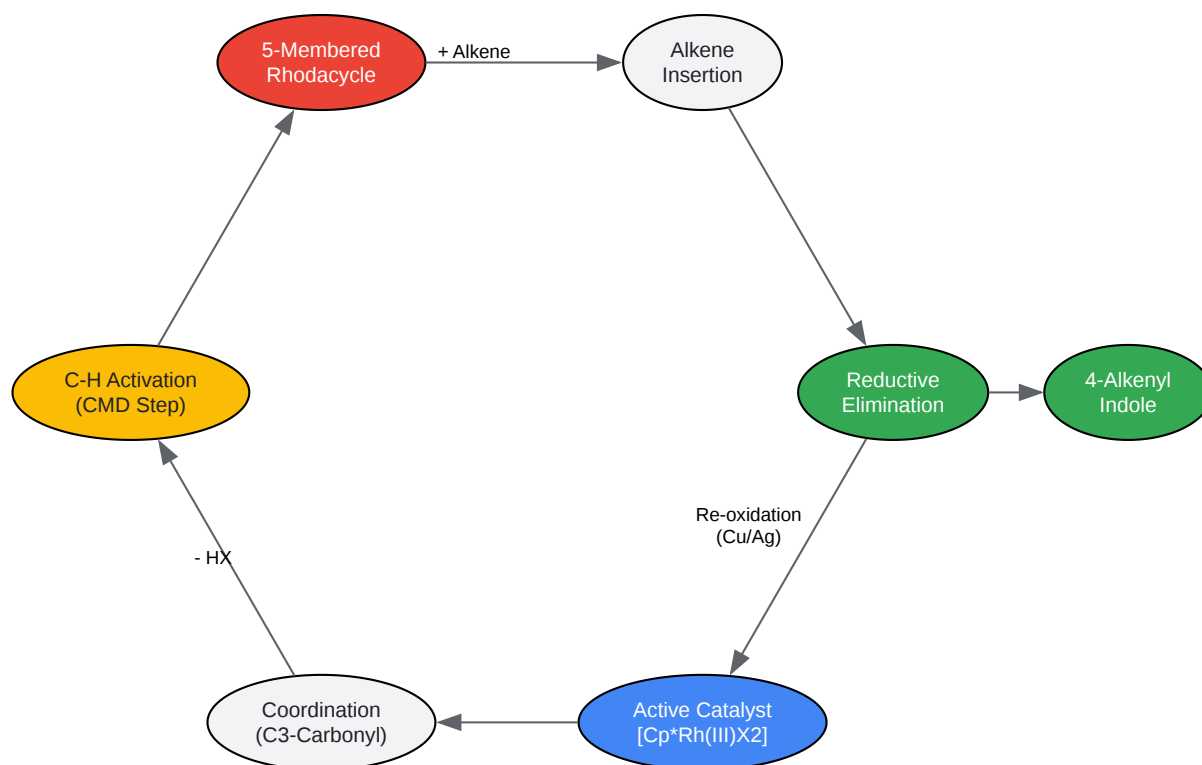 5-Membered
Rhodacycle
+ Alkene
Alkene
Insertion
C-H Activation
(CMD Step)
Reductive
Elimination
4-Alkenyl
Indole
Re-oxidation
(Cu/Ag)
- HX
Coordination
(C3-Carbonyl)
Active Catalyst
[Cp*Rh(III)X2]